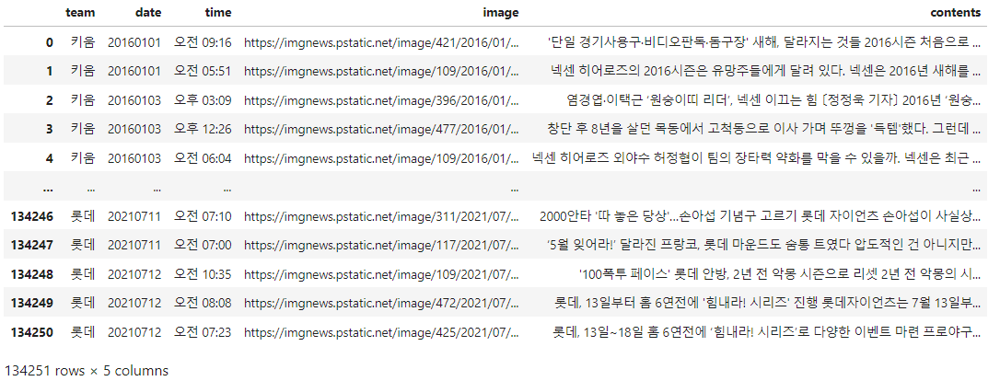 team date time image contents
0 키움 20160101 오전 09:16 https://imgnews.pstatic.net/image/421/2016/01/... '단일 경기사용구·비디오판독·돔구장' 새해, 달라지는 것들 2016시즌 처음으로 ...
1 키움 20160101 오전 05:51 https://imgnews.pstatic.net/image/109/2016/01/... 넥센 히어로즈의 2016시즌은 유망주들에게 달려 있다. 넥센은 2016년 새해를 ...
2 키움 20160103 오후 03:09 https://imgnews.pstatic.net/image/396/2016/01/... 염경엽·이택근 ‘원숭이띠 리더’, 넥센 이끄는 힘 [정정욱 기자] 2016년 ‘원숭...
3 키움 20160103 오후 12:26 https://imgnews.pstatic.net/image/477/2016/01/... 창단 후 8년을 살던 목동에서 고척동으로 이사 가며 뚜껑을 '득템'했다. 그런데 ...
4 키움 20160103 오전 06:04 https://imgnews.pstatic.net/image/109/2016/01/... 넥센 히어로즈 외야수 허정협이 팀의 장타력 약화를 막을 수 있을까. 넥센은 최근 ...
... ... ... ... ... ...
134246 롯데 20210711 오전 07:10 https://imgnews.pstatic.net/image/311/2021/07/... 2000안타 '따 놓은 당상'...손아섭 기념구 고르기 롯데 자이언츠 손아섭이 사실상...
134247 롯데 20210711 오전 07:00 https://imgnews.pstatic.net/image/117/2021/07/... '5월 잊어라!' 달라진 프랑코, 롯데 마운드도 숨통 트였다 압도적인 건 아니지만...
134248 롯데 20210712 오전 10:35 https://imgnews.pstatic.net/image/109/2021/07/... '100폭투 페이스' 롯데 안방, 2년 전 악몽 시즌으로 리셋 2년 전 악몽의 시...
134249 롯데 20210712 오전 08:08 https://imgnews.pstatic.net/image/472/2021/07/... 롯데, 13일부터 홈 6연전에 '힘내라! 시리즈' 진행 롯데자이언츠는 7월 13일부...
134250 롯데 20210712 오전 07:23 https://imgnews.pstatic.net/image/425/2021/07/... 롯데, 13일~18일 홈 6연전에 ‘힘내라! 시리즈’로 다양한 이벤트 마련 프로야구...
134251 rows × 5 columns